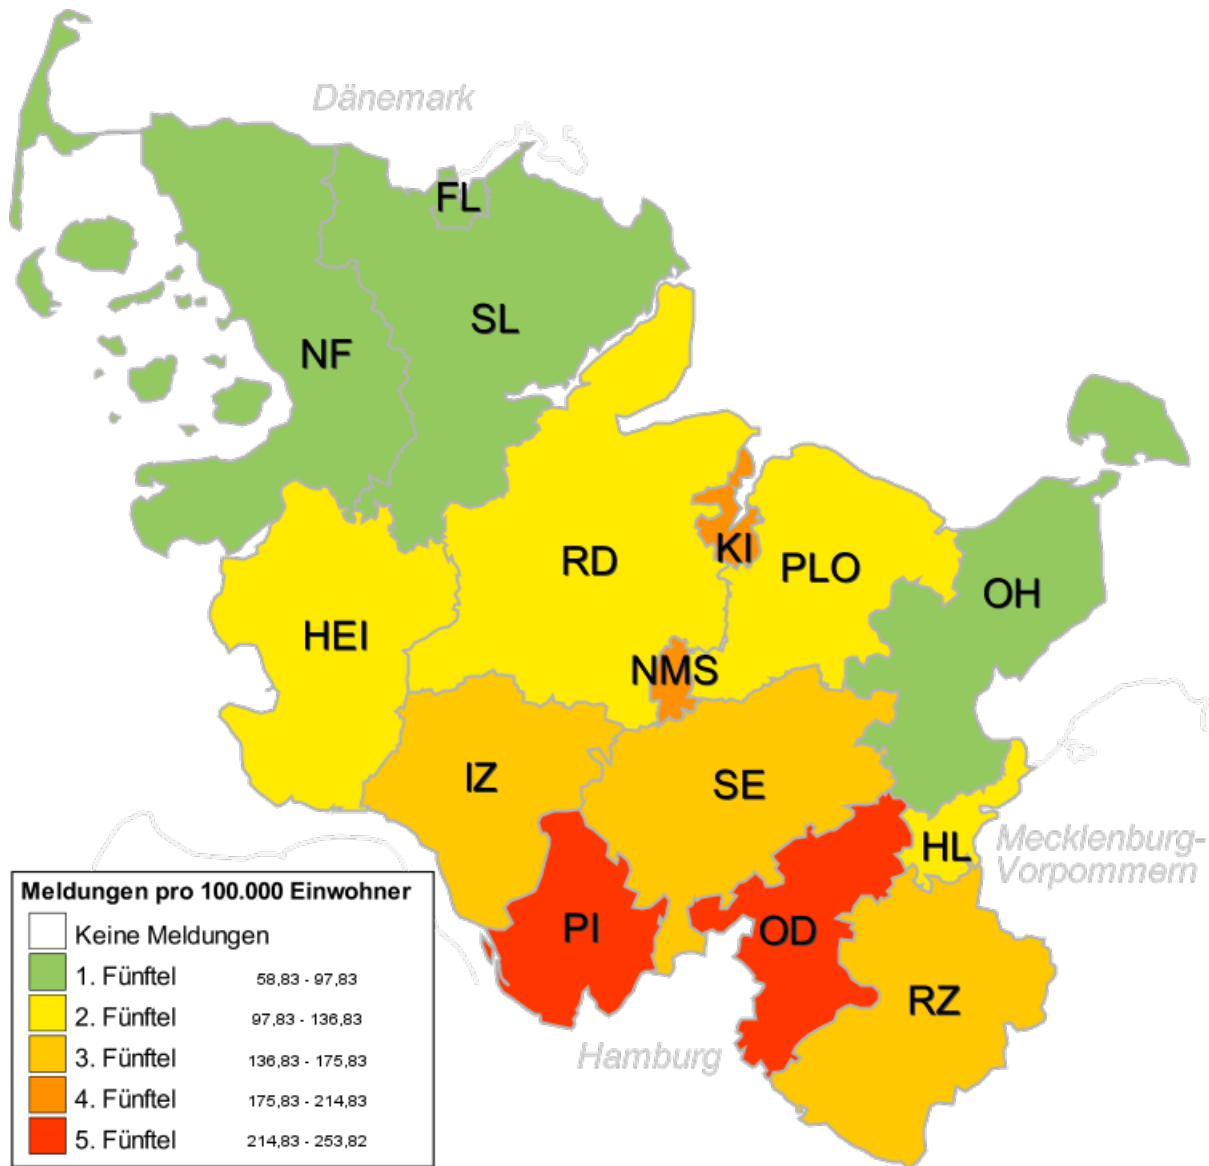 Dänemark
FL
SL
NF
RD
KI
PLO
OH
HEI
NMS
IZ
SE
HL
Mecklenburg-
Vorpommern
PI
OD
RZ
Hamburg
Meldungen pro 100.000 Einwohner
Keine Meldungen
1. Fünftel 58,83 - 97,83
2. Fünftel 97,83 - 136,83
3. Fünftel 136,83 - 175,83
4. Fünftel 175,83 - 214,83
5. Fünftel 214,83 - 253,82